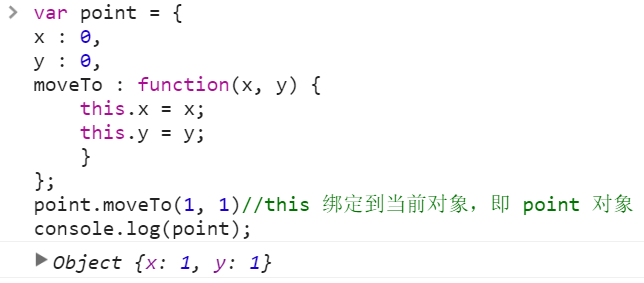 var point = {
x : 0,
y : 0,
moveTo : function(x, y) {
    this.x = x;
    this.y = y;
    }
};
point.moveTo(1, 1)//this 绑定到当前对象，即 point 对象
console.log(point);
Object {x: 1, y: 1}